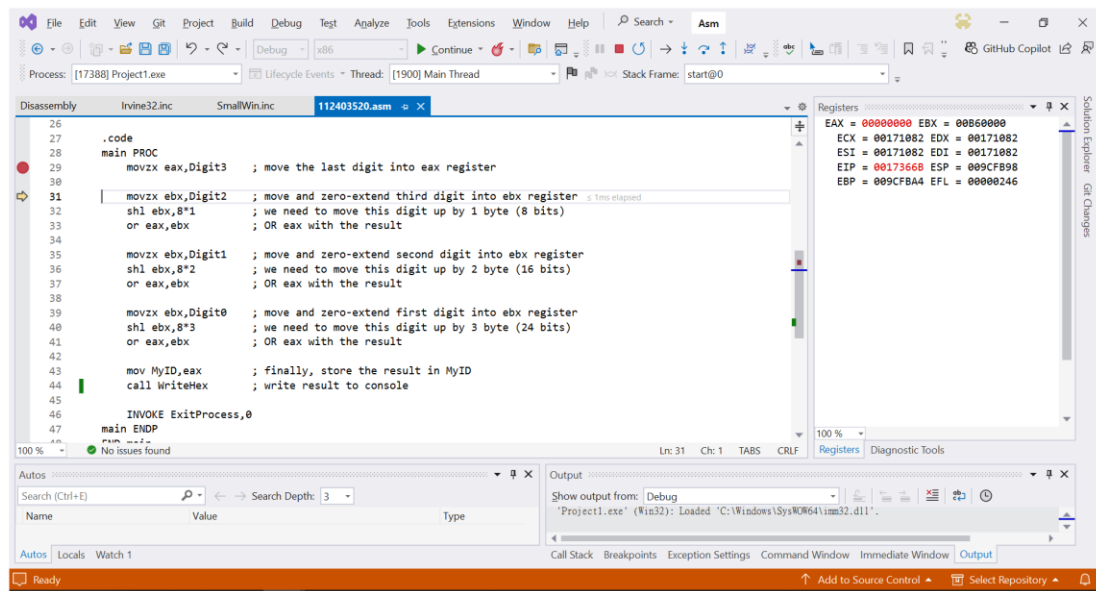 File Edit View Git Project Build Debug Test Analyze Tools Extensions Window Help Search Asm
Debug x86 Continue GitHub Copilot
Process: [17388] Project1.exe Lifecycle Events Thread: [1900] Main Thread Stack Frame: start@0
Disassembly Irvine32.inc SmallWin.inc 112403520.asm
26
27 .code
28 main PROC
29 movzx eax,Digit3 ; move the last digit into eax register
30
31 movzx ebx,Digit2 ; move and zero-extend third digit into ebx register ≤ 1ms elapsed
32 shl ebx,8*1 ; we need to move this digit up by 1 byte (8 bits)
33 or eax,ebx ; OR eax with the result
34
35 movzx ebx,Digit1 ; move and zero-extend second digit into ebx register
36 shl ebx,8*2 ; we need to move this digit up by 2 byte (16 bits)
37 or eax,ebx ; OR eax with the result
38
39 movzx ebx,Digit0 ; move and zero-extend first digit into ebx register
40 shl ebx,8*3 ; we need to move this digit up by 3 byte (24 bits)
41 or eax,ebx ; OR eax with the result
42
43 mov MyID,eax ; finally, store the result in MyID
44 call WriteHex ; write result to console
45
46 INVOKE ExitProcess,0
47 main ENDP
100 % No issues found Ln: 31 Ch: 1 TABS CRLF
Registers
EAX = 00000000 EBX = 00B60000
ECX = 00171082 EDX = 00171082
ESI = 00171082 EDI = 00171082
EIP = 0017366B ESP = 009CFB98
EBP = 009CFBA4 EFL = 00000246
100 %
Registers Diagnostic Tools
Solution Explorer
Git Changes
Autos
Search (Ctrl+E) Search Depth: 3
Name Value Type
Autos Locals Watch 1
Output
Show output from: Debug
'Project1.exe' (Win32): Loaded 'C:\Windows\SysWOW64\imm32.dll'.
Call Stack Breakpoints Exception Settings Command Window Immediate Window Output
Ready Add to Source Control Select Repository